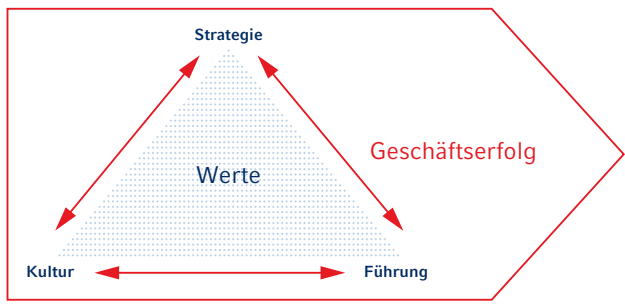 Strategie
Geschäftserfolg
Werte
Kultur
Führung